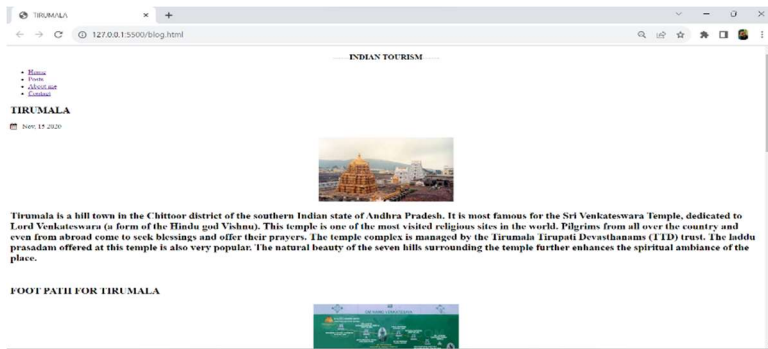 TIRUMALA
127.0.0.1:5500/blog.html
INDIAN TOURISM
Home
Posts
About me
Contact
TIRUMALA
Nov, 15 2020
Tirumala is a hill town in the Chittoor district of the southern Indian state of Andhra Pradesh. It is most famous for the Sri Venkateswara Temple, dedicated to
Lord Venkateswara (a form of the Hindu god Vishnu). This temple is one of the most visited religious sites in the world. Pilgrims from all over the country and
even from abroad come to seek blessings and offer their prayers. The temple complex is managed by the Tirumala Tirupati Devasthanams (TTD) trust. The laddu
prasadam offered at this temple is also very popular. The natural beauty of the seven hills surrounding the temple further enhances the spiritual ambiance of the
place.
FOOT PATH FOR TIRUMALA